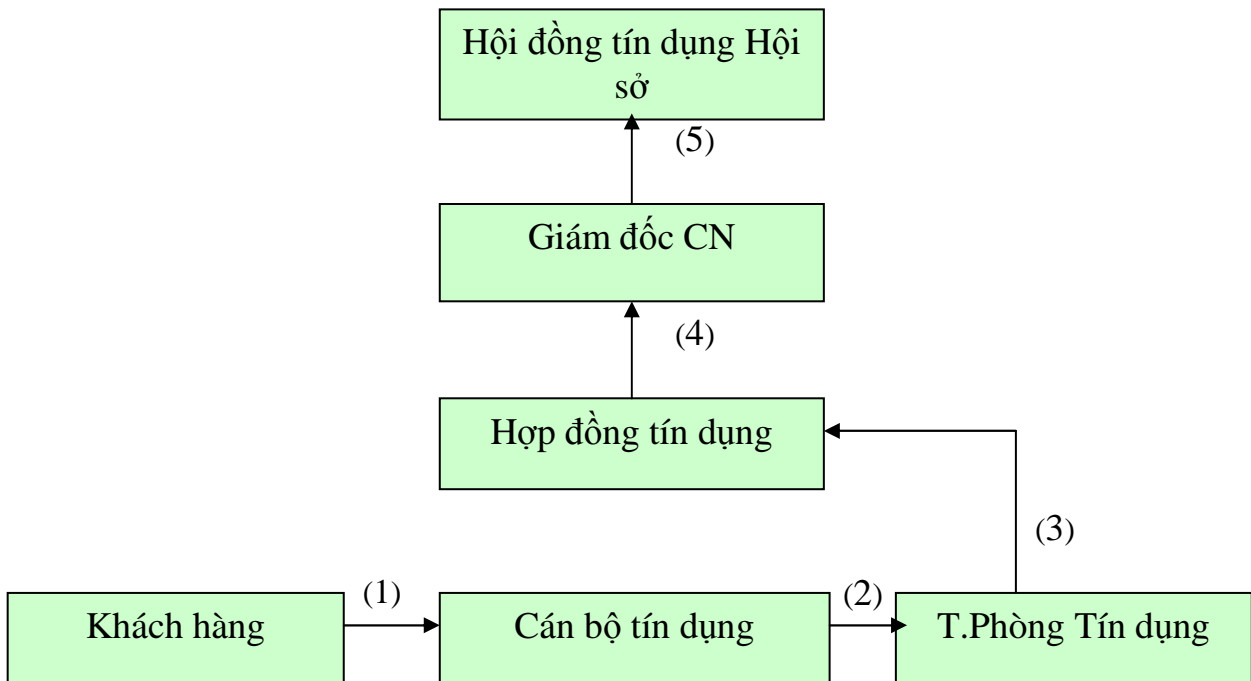 Hội đồng tín dụng Hội
sở
(5)
Giám đốc CN
(4)
Hợp đồng tín dụng
(3)
Khách hàng
(1)
Cán bộ tín dụng
(2)
T.Phòng Tín dụng